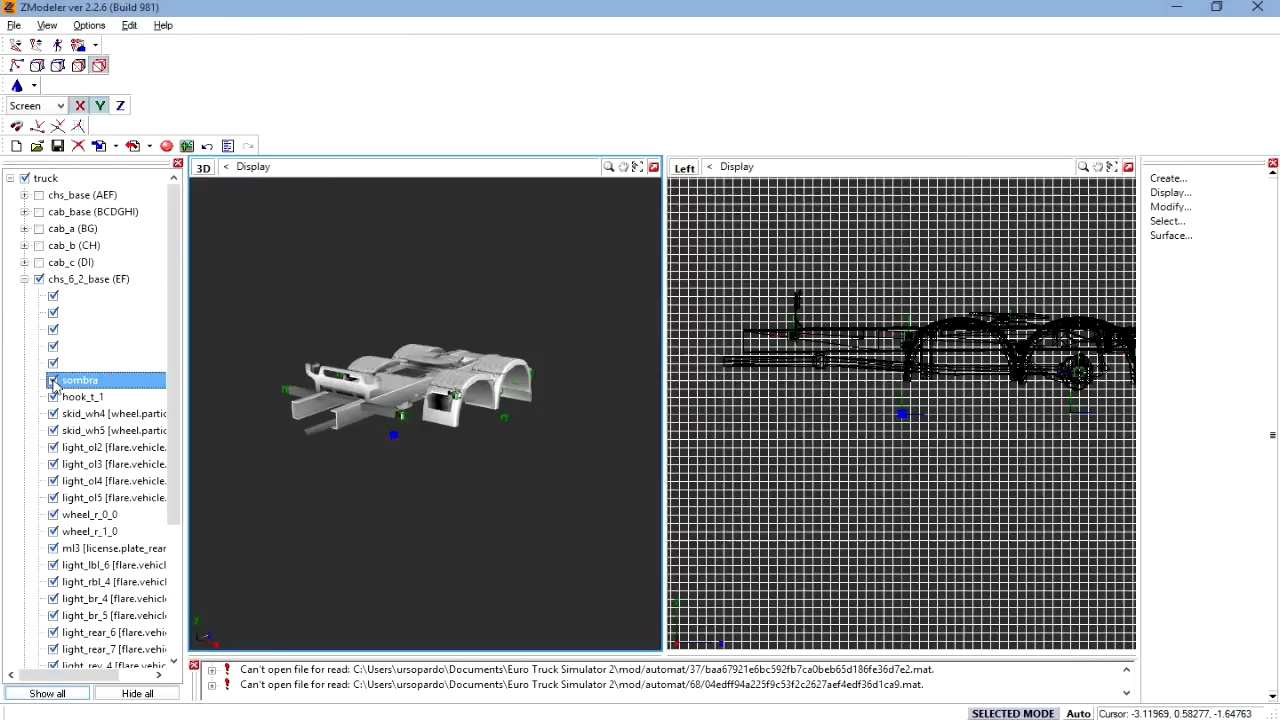 ZModeler ver 2.2.6 (Build 981)
File View Options Edit Help
Screen X Y Z
truck
chs_base (AEF)
cab_base (BCDGHI)
cab_a (BG)
cab_b (CH)
cab_c (DI)
chs_6_2_base (EF)
sombra
hook_t_1
skid_wh4 [wheel.partic
skid_wh5 [wheel.partic
light_ol2 [flare.vehicle.
light_ol3 [flare.vehicle.
light_ol4 [flare.vehicle.
light_ol5 [flare.vehicle.
wheel_r_0_0
wheel_r_1_0
ml3 [license.plate_rear
light_lbl_6 [flare.vehicl
light_rbl_4 [flare.vehicl
light_br_4 [flare.vehicl
light_br_5 [flare.vehicl
light_rear_6 [flare.vehi
light_rear_7 [flare.vehi
light_rev_4 [flare.vehic
Show all Hide all
3D < Display
Left < Display
Create...
Display...
Modify...
Select...
Surface...
Can't open file for read: C:\Users\ursopardo\Documents\Euro Truck Simulator 2\mod/automat/37/baa67921e6bc592fb7ca0beb65d186fe36d7e2.mat.
Can't open file for read: C:\Users\ursopardo\Documents\Euro Truck Simulator 2\mod/automat/68/04edff94a225f9c53f2c2627aef4edf36d1ca9.mat.
SELECTED MODE Auto Cursor: -3.11969, 0.58277, -1.64763